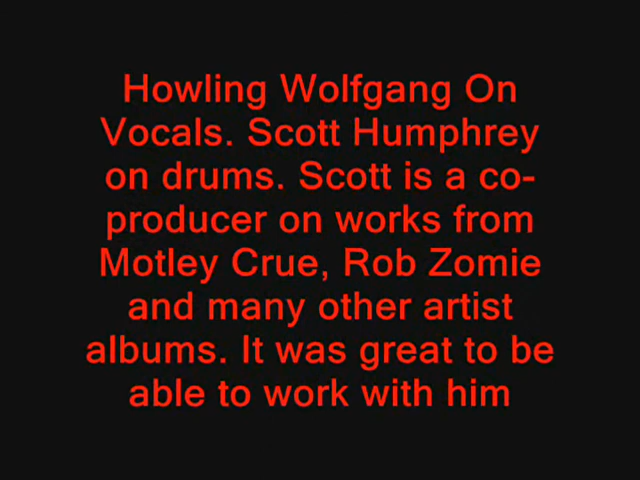 Howling Wolfgang On
Vocals. Scott Humphrey
on drums. Scott is a co-
producer on works from
Motley Crue, Rob Zomie
and many other artist
albums. It was great to be
able to work with him